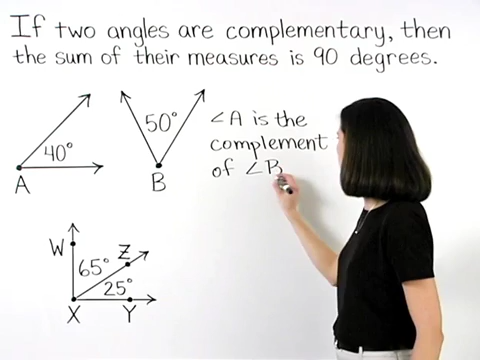 If two angles are complementary, then
the sum of their measures is 90 degrees.
40°
A
50°
B
∠A is the
complement
of ∠B
W
65°
Z
25°
X
Y